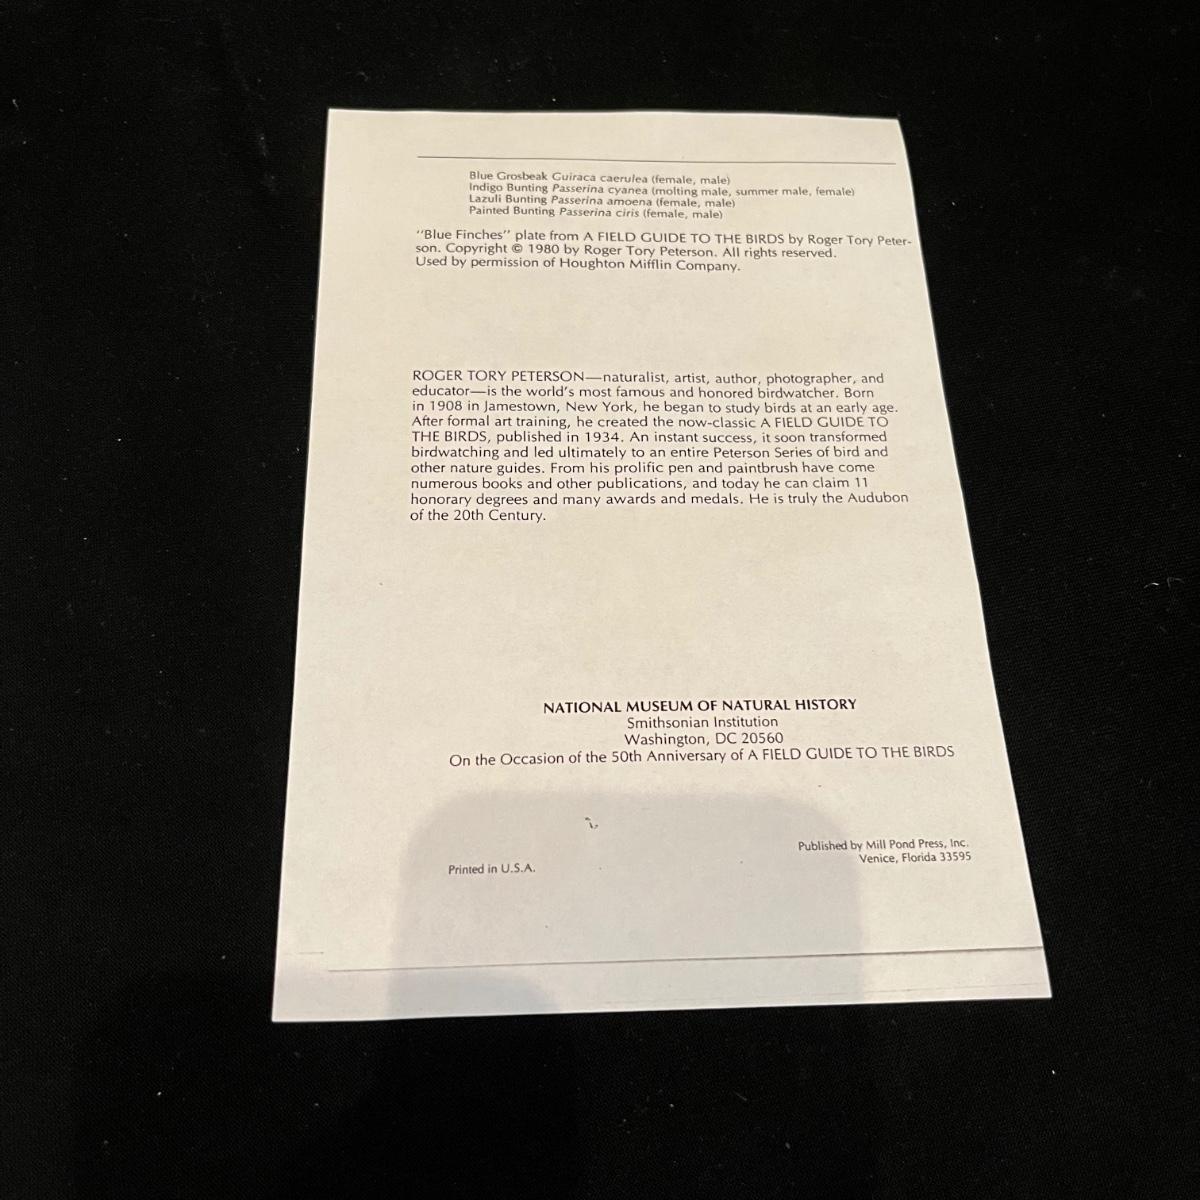 Blue Grosbeak Guiraca caerulea (female, male)
Indigo Bunting Passerina cyanea (molting male, summer male, female)
Lazuli Bunting Passerina amoena (female, male)
Painted Bunting Passerina ciris (female, male)
"Blue Finches" plate from A FIELD GUIDE TO THE BIRDS by Roger Tory Peter-
son. Copyright © 1980 by Roger Tory Peterson. All rights reserved.
Used by permission of Houghton Mifflin Company.
ROGER TORY PETERSON—naturalist, artist, author, photographer, and
educator—is the world's most famous and honored birdwatcher. Born
in 1908 in Jamestown, New York, he began to study birds at an early age.
After formal art training, he created the now-classic A FIELD GUIDE TO
THE BIRDS, published in 1934. An instant success, it soon transformed
birdwatching and led ultimately to an entire Peterson Series of bird and
other nature guides. From his prolific pen and paintbrush have come
numerous books and other publications, and today he can claim 11
honorary degrees and many awards and medals. He is truly the Audubon
of the 20th Century.
NATIONAL MUSEUM OF NATURAL HISTORY
Smithsonian Institution
Washington, DC 20560
On the Occasion of the 50th Anniversary of A FIELD GUIDE TO THE BIRDS
Published by Mill Pond Press, Inc.
Venice, Florida 33595
Printed in U.S.A.